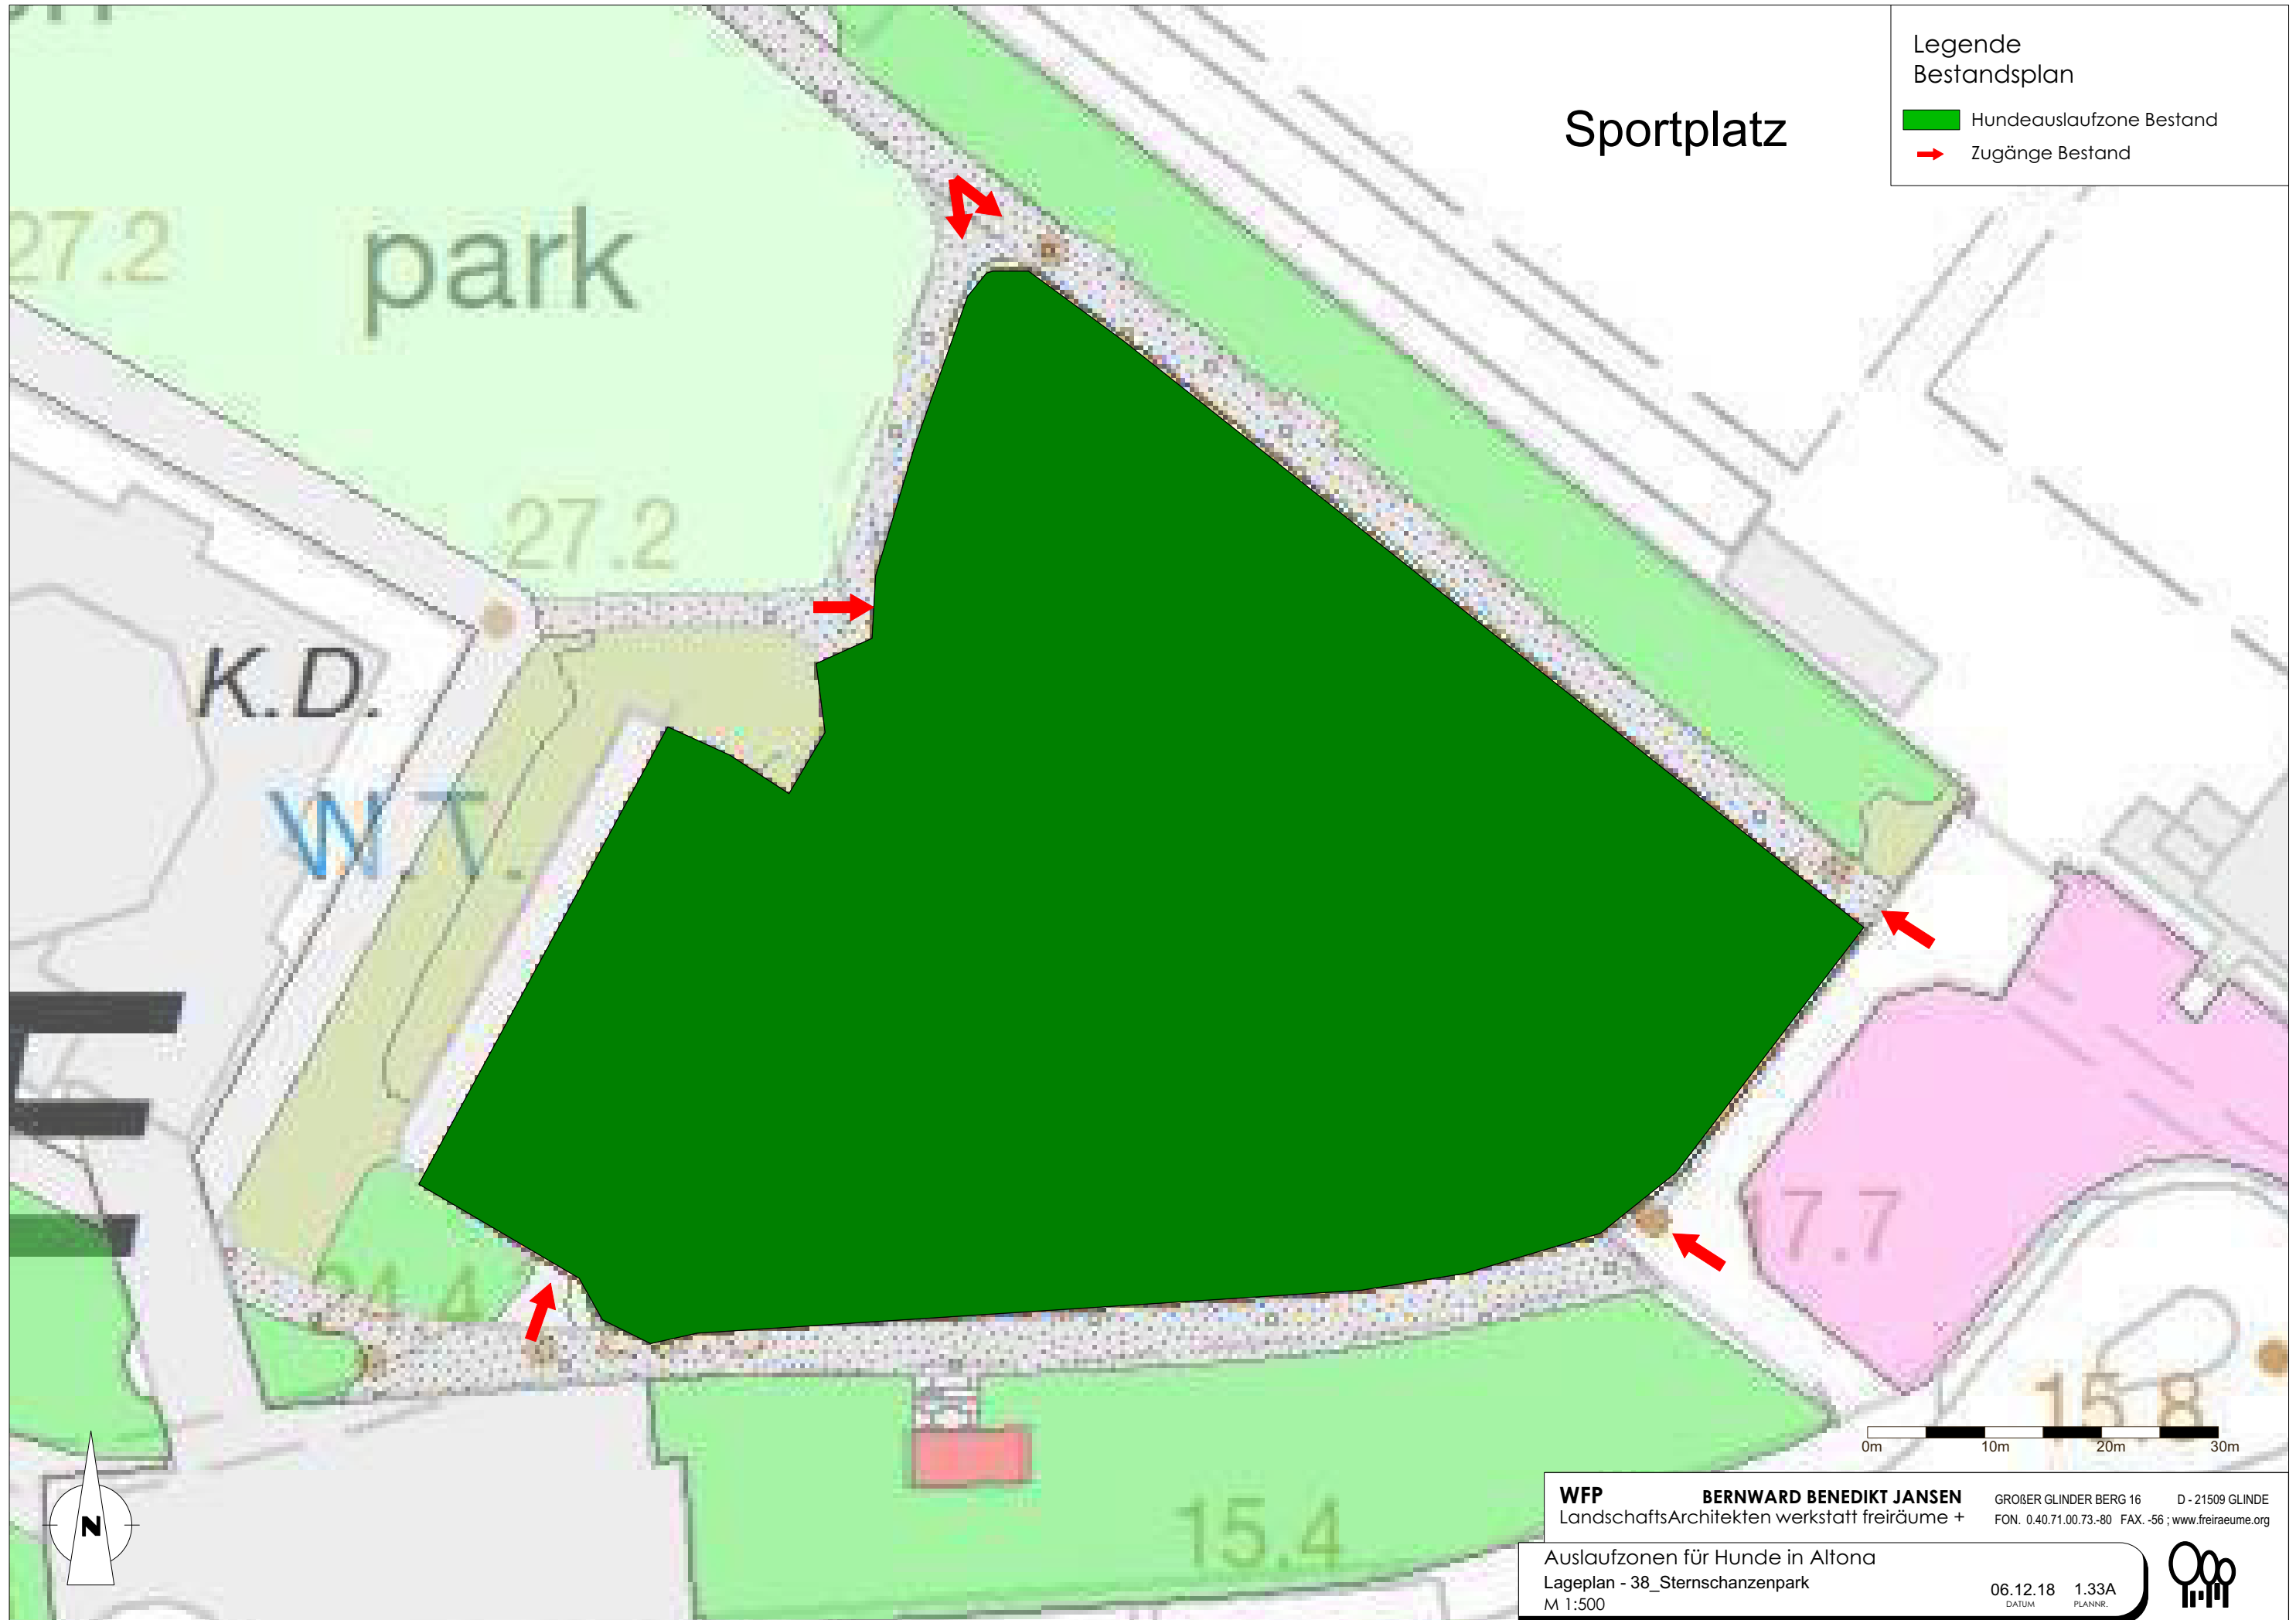 Legende
Bestandsplan
Hundeauslaufzone Bestand
Zugänge Bestand
Sportplatz
27.2
park
27.2
K.D.
W.T.
7.7
15.8
15.4
0m 10m 20m 30m
N
WFP BERNWARD BENEDIKT JANSEN
LandschaftsArchitekten werkstatt freiräume +
GROßER GLINDER BERG 16 D - 21509 GLINDE
FON. 0.40.71.00.73.-80 FAX. -56 ; www.freiraeume.org
Auslaufzonen für Hunde in Altona
Lageplan - 38_Sternschanzenpark
M 1:500
06.12.18 1.33A
DATUM PLANNR.